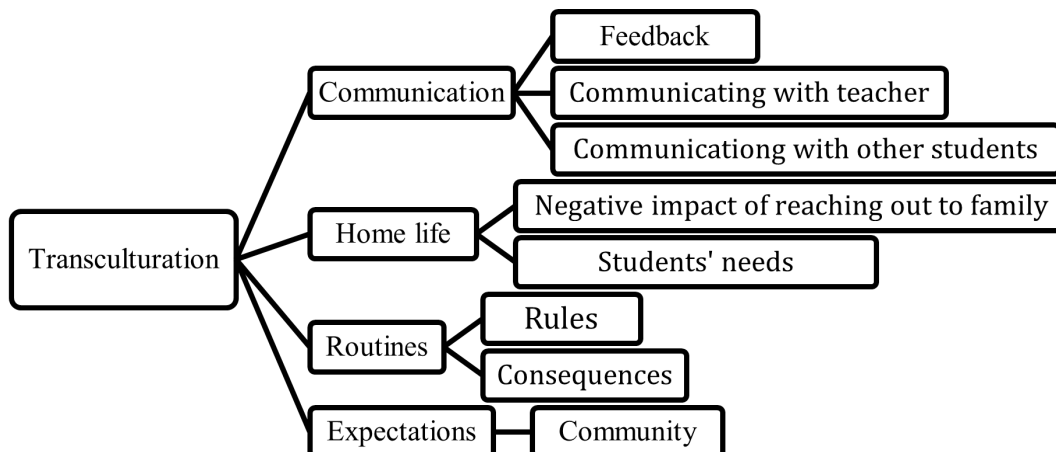 Transculturation
Communication
Feedback
Communicating with teacher
Communicationg with other students
Home life
Negative impact of reaching out to family
Students' needs
Routines
Rules
Consequences
Expectations
Community